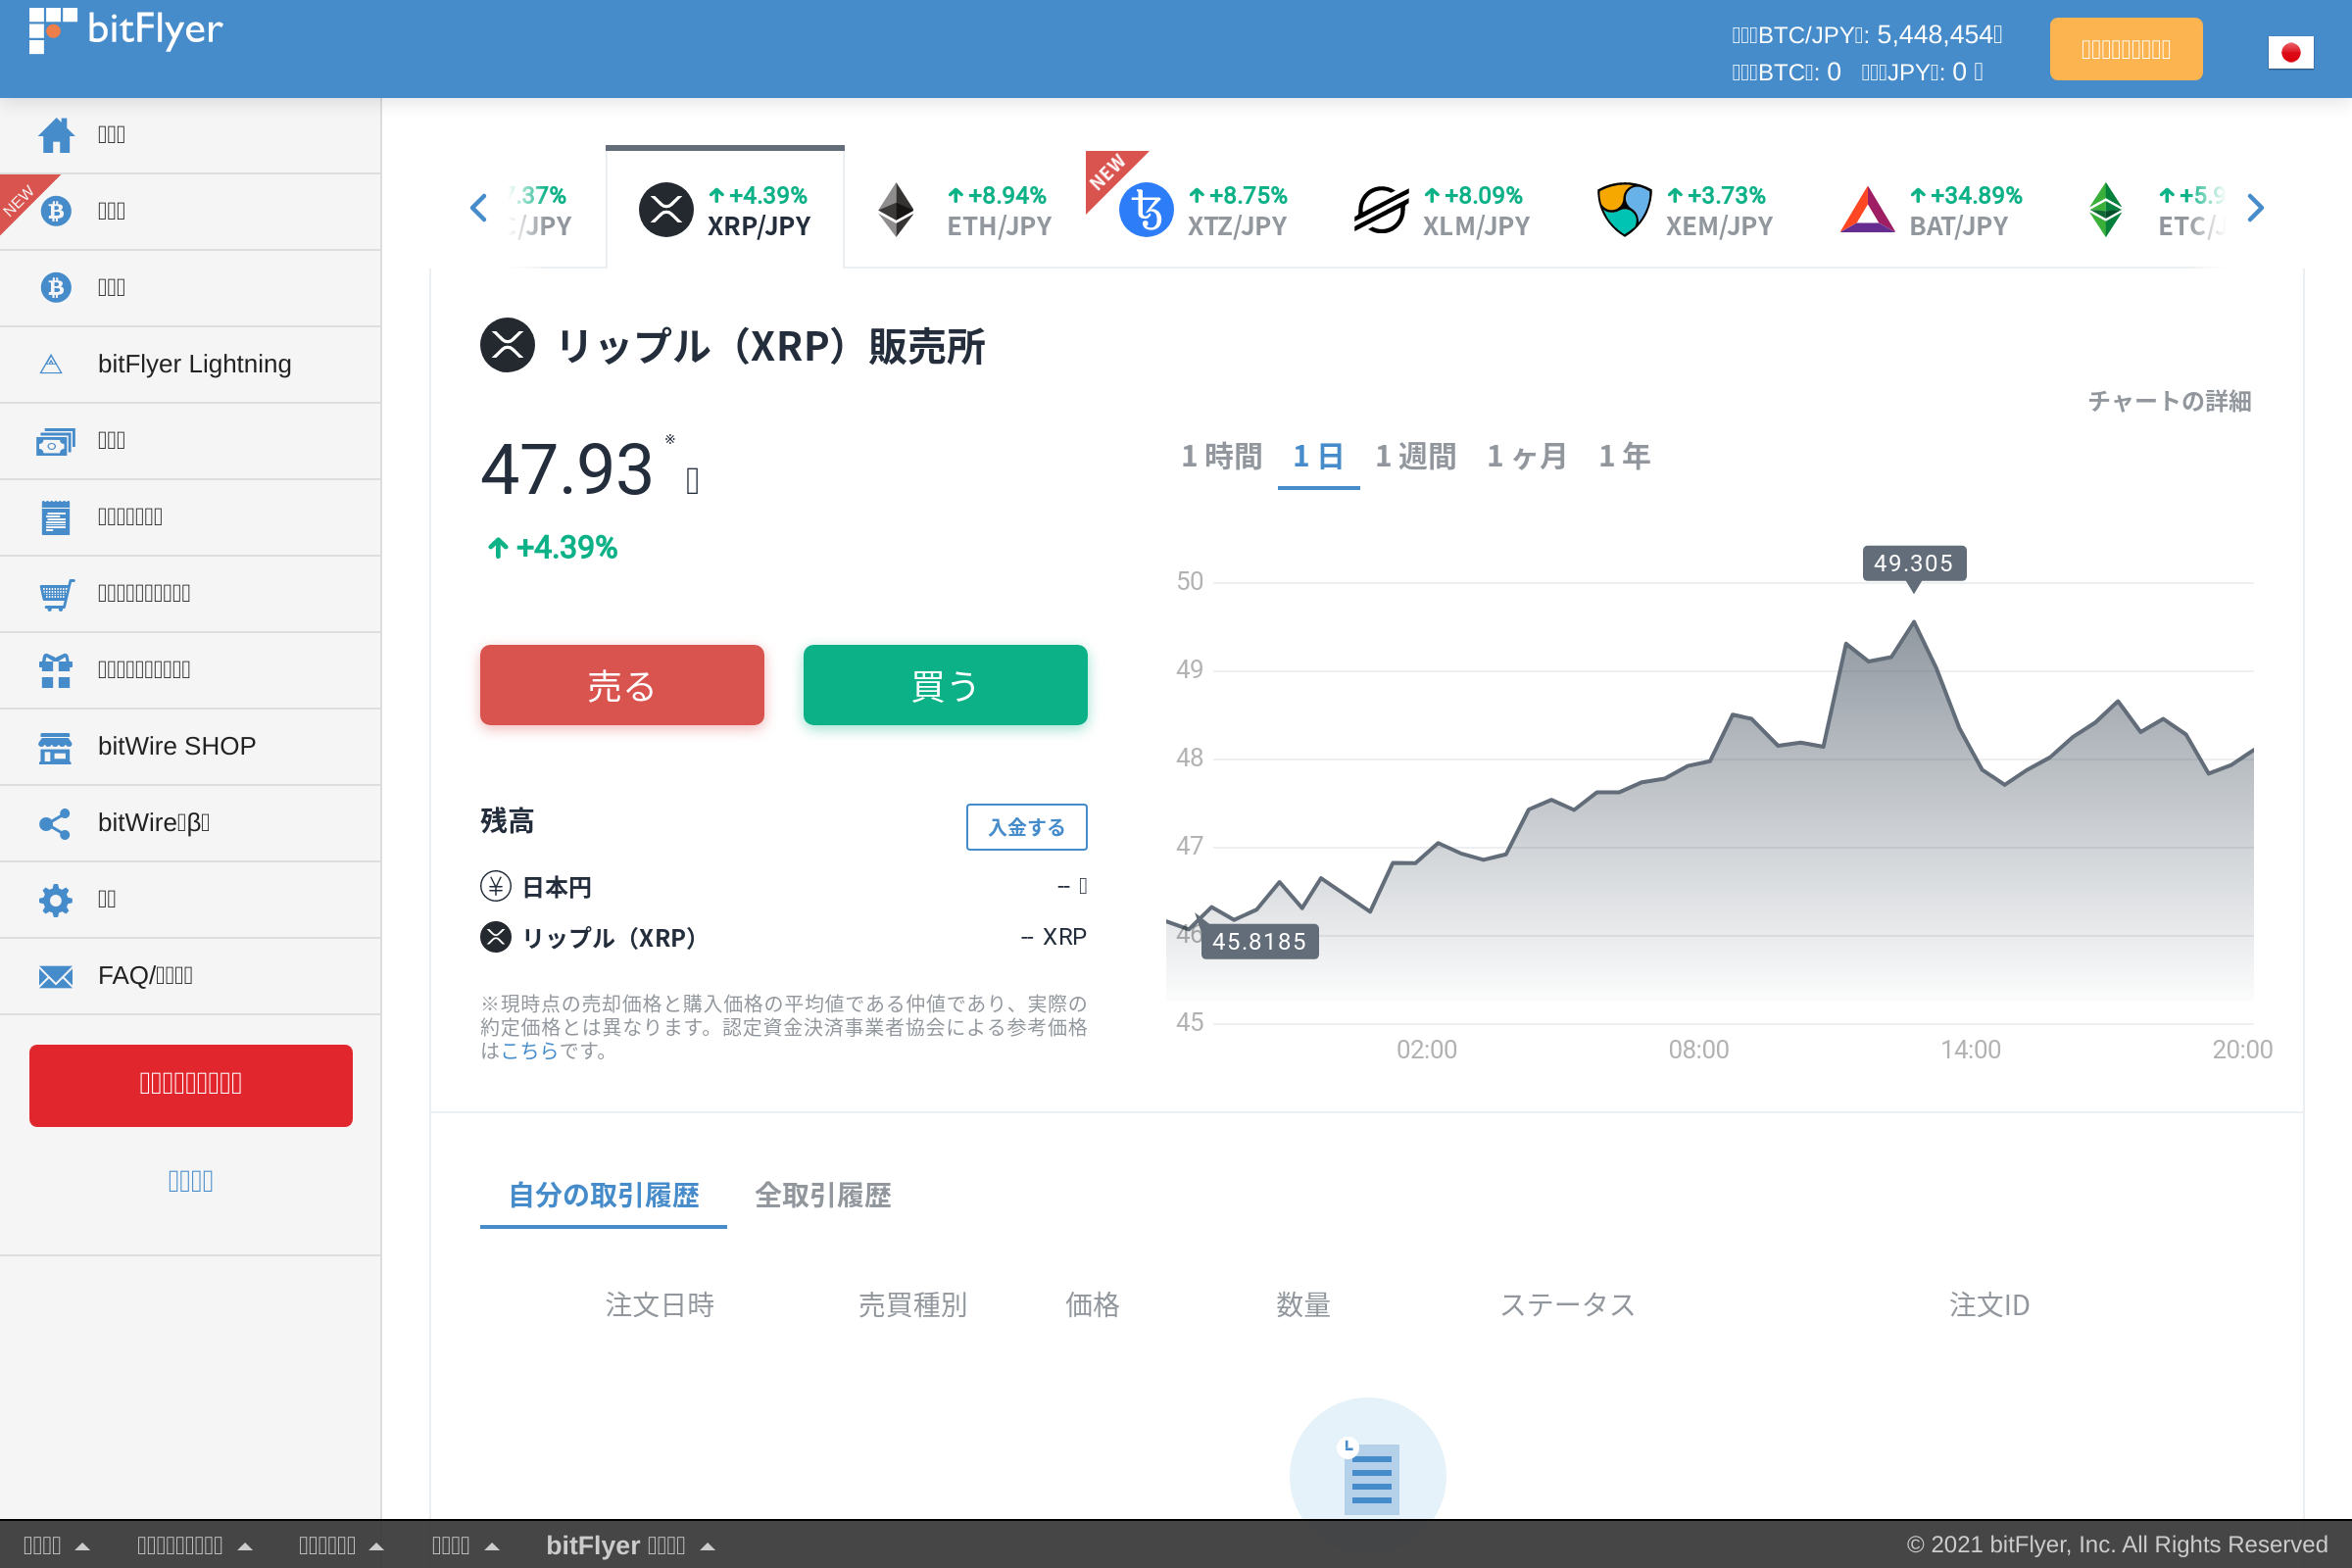 bitFlyer
BTC/JPY: 5,448,454
BTC: 0 JPY: 0
NEW
bitFlyer Lightning
bitWire SHOP
bitWire β
FAQ/
7.37%
/JPY
+4.39%
XRP/JPY
+8.94%
ETH/JPY
NEW
+8.75%
XTZ/JPY
+8.09%
XLM/JPY
+3.73%
XEM/JPY
+34.89%
BAT/JPY
+5.9
ETC/J
リップル（XRP）販売所
チャートの詳細
47.93 ※
+4.39%
1 時間 1 日 1 週間 1 ヶ月 1 年
売る 買う
残高 入金する
日本円 --
リップル（XRP） -- XRP
※現時点の売却価格と購入価格の平均値である仲値であり、実際の
約定価格とは異なります。認定資金決済事業者協会による参考価格
はこちらです。
49.305
50
49
48
47
46
45.8185
45
02:00 08:00 14:00 20:00
自分の取引履歴 全取引履歴
注文日時 売買種別 価格 数量 ステータス 注文ID
bitFlyer
© 2021 bitFlyer, Inc. All Rights Reserved